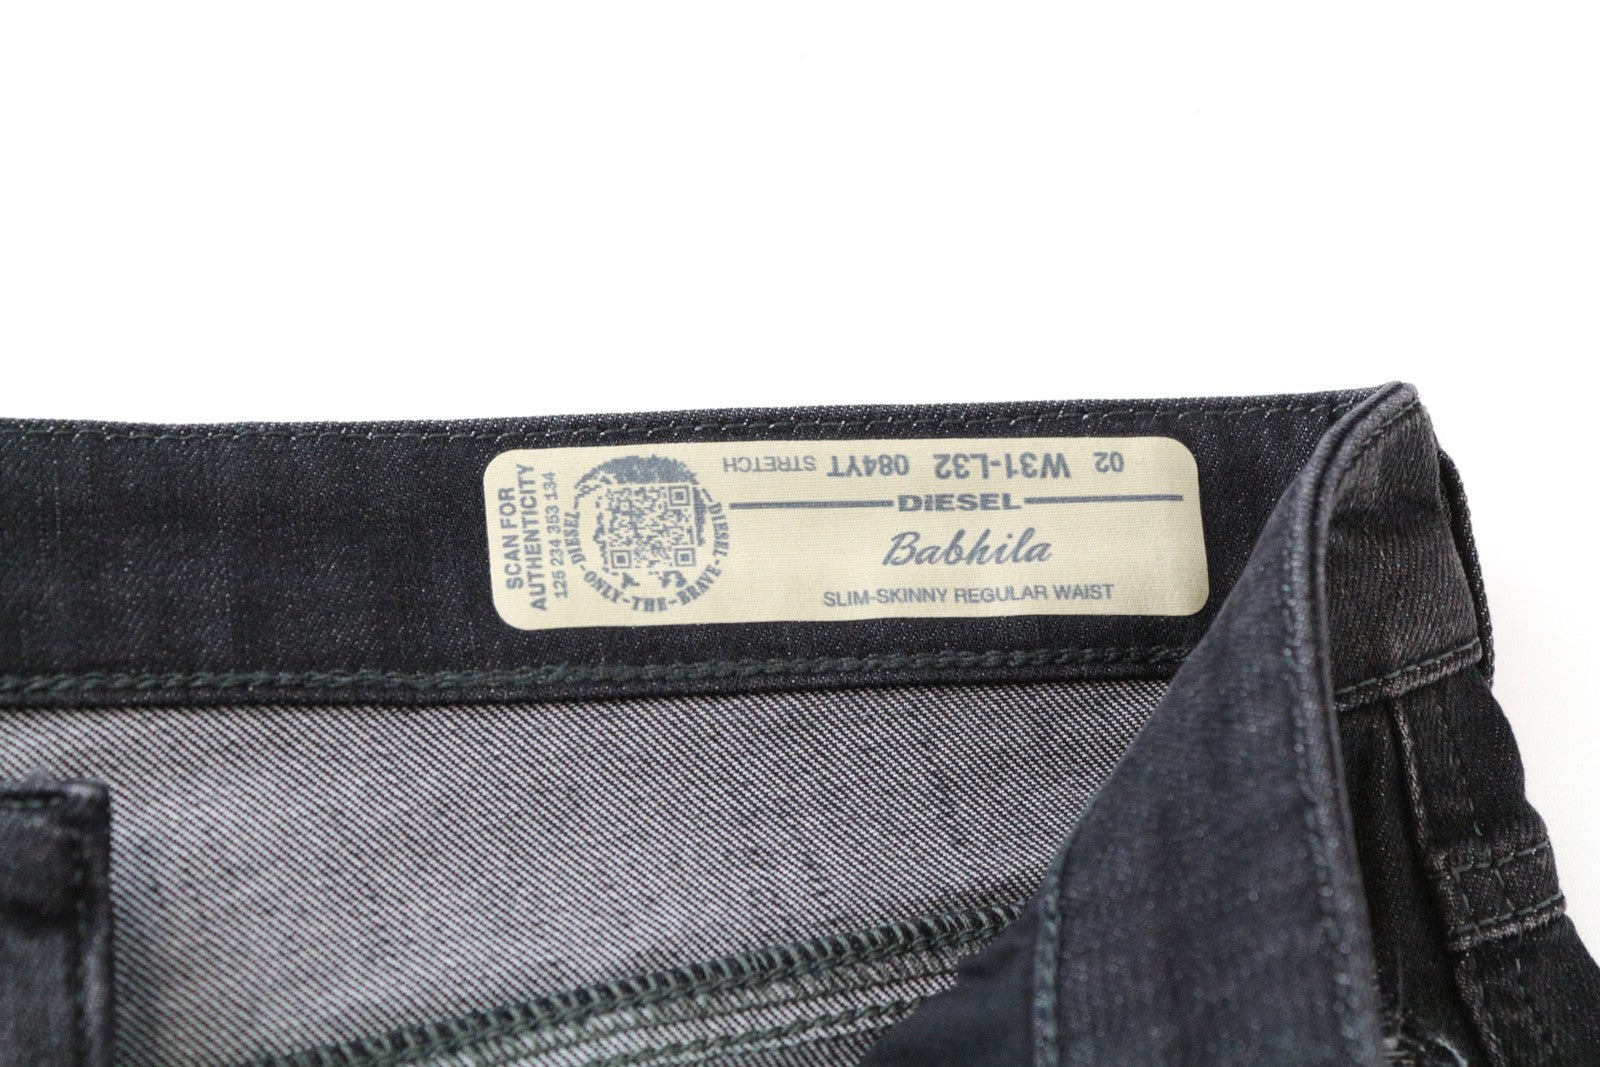 SCAN FOR
AUTHENTICITY
125 234 353 134
DIESEL
DIESEL-ONLY-THE-BRAVE-
02 W31-L32 084YT STRETCH
DIESEL
Babhila
SLIM-SKINNY REGULAR WAIST